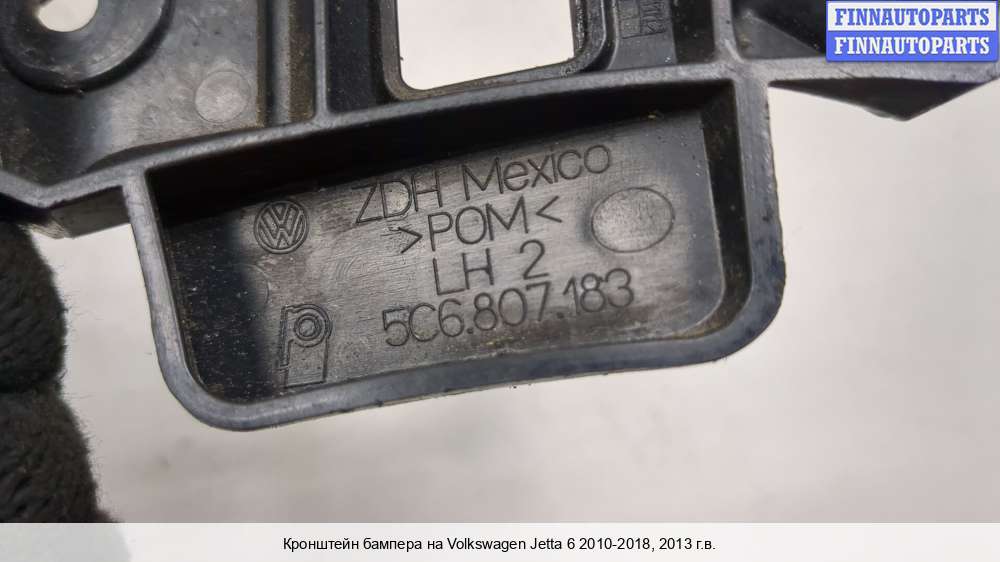 FINNAUTOPARTS
FINNAUTOPARTS
ZDH Mexico
>POM<
LH 2
5C6.807.183
Кронштейн бампера на Volkswagen Jetta 6 2010-2018, 2013 г.в.